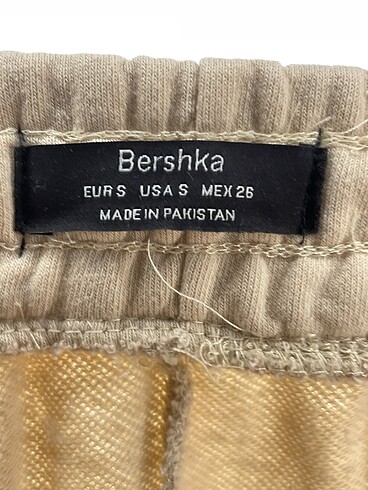 Bershka
EUR S USA S MEX 26
MADE IN PAKISTAN